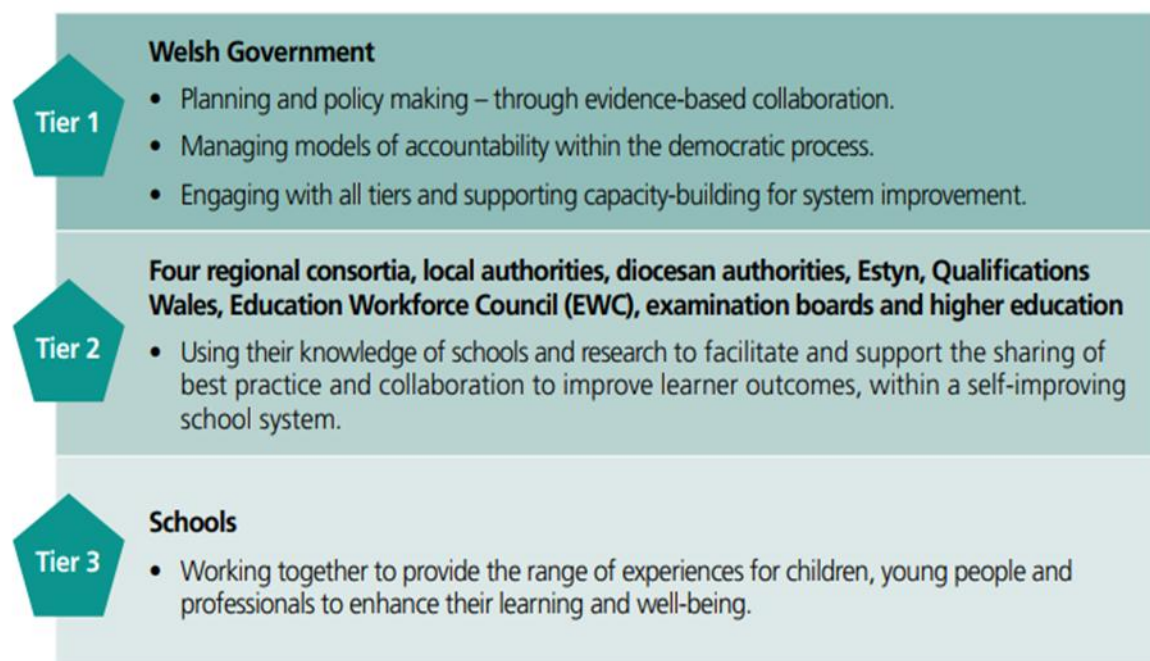 Tier 1
Welsh Government
• Planning and policy making – through evidence-based collaboration.
• Managing models of accountability within the democratic process.
• Engaging with all tiers and supporting capacity-building for system improvement.
Tier 2
Four regional consortia, local authorities, diocesan authorities, Estyn, Qualifications
Wales, Education Workforce Council (EWC), examination boards and higher education
• Using their knowledge of schools and research to facilitate and support the sharing of
best practice and collaboration to improve learner outcomes, within a self-improving
school system.
Tier 3
Schools
• Working together to provide the range of experiences for children, young people and
professionals to enhance their learning and well-being.